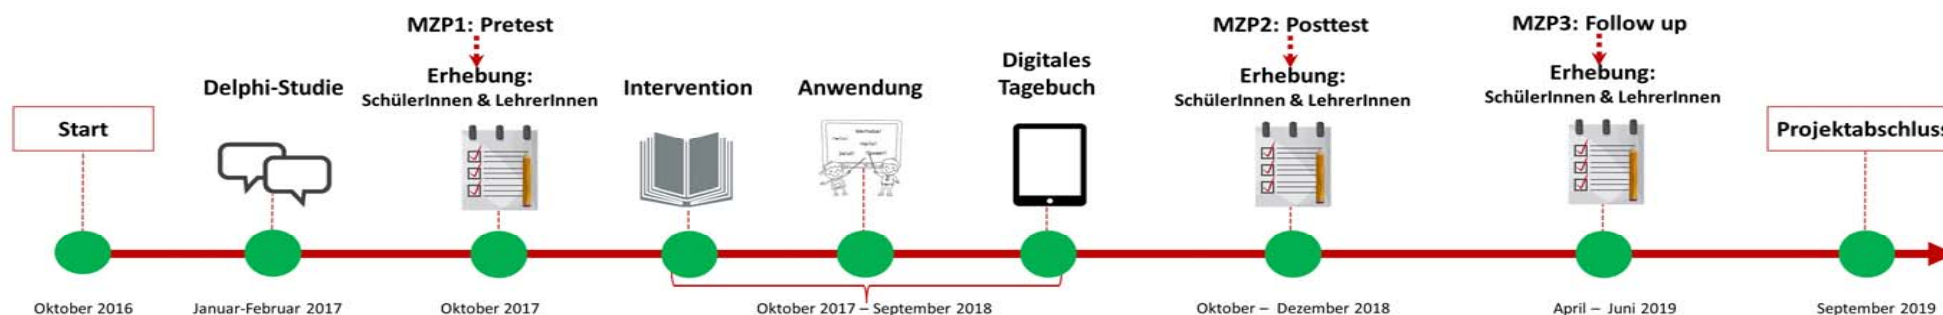 Start
Oktober 2016
Delphi-Studie
Januar-Februar 2017
MZP1: Pretest
Erhebung:
SchülerInnen & LehrerInnen
Oktober 2017
Intervention
Anwendung
Digitales
Tagebuch
Oktober 2017 – September 2018
MZP2: Posttest
Erhebung:
SchülerInnen & LehrerInnen
Oktober – Dezember 2018
MZP3: Follow up
Erhebung:
SchülerInnen & LehrerInnen
April – Juni 2019
Projektabschluss
September 2019